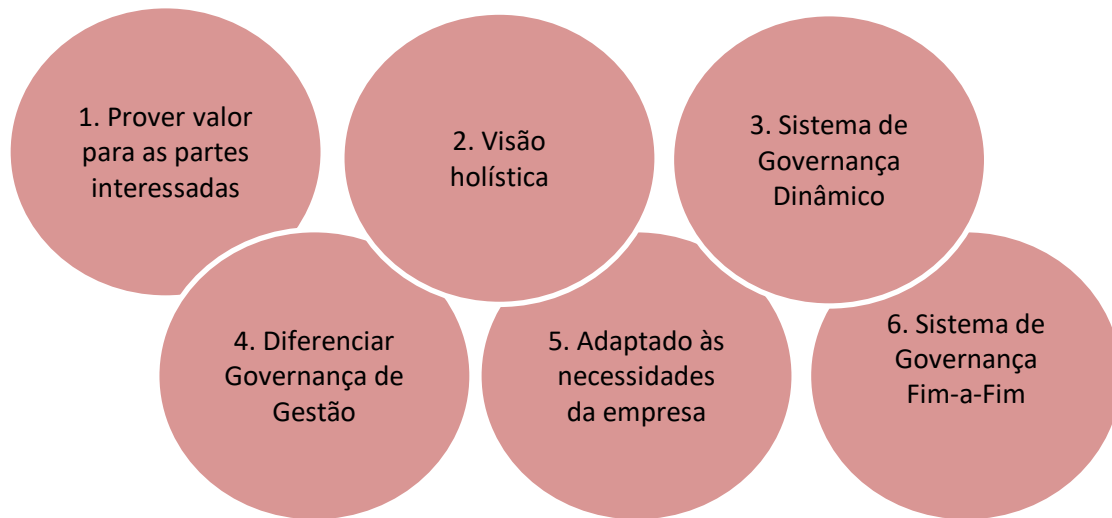 1. Prover valor
para as partes
interessadas
2. Visão
holística
3. Sistema de
Governança
Dinâmico
4. Diferenciar
Governança de
Gestão
5. Adaptado às
necessidades
da empresa
6. Sistema de
Governança
Fim-a-Fim